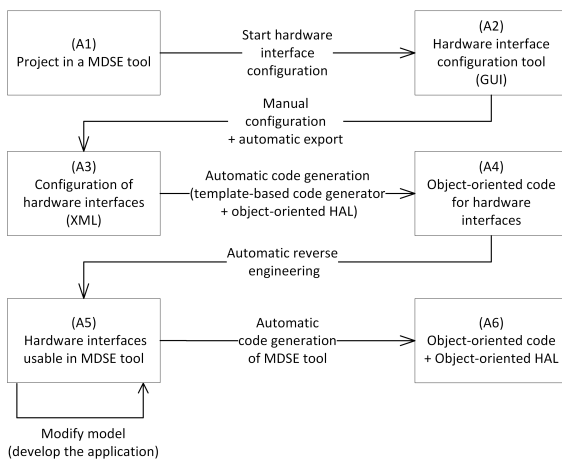 (A1)
Project in a MDSE tool
Start hardware
interface
configuration
(A2)
Hardware interface
configuration tool
(GUI)
Manual
configuration
+ automatic export
(A3)
Configuration of
hardware interfaces
(XML)
Automatic code generation
(template-based code generator
+ object-oriented HAL)
(A4)
Object-oriented code
for hardware
interfaces
Automatic reverse
engineering
(A5)
Hardware interfaces
usable in MDSE tool
Automatic
code generation
of MDSE tool
(A6)
Object-oriented code
+ Object-oriented HAL
Modify model
(develop the application)